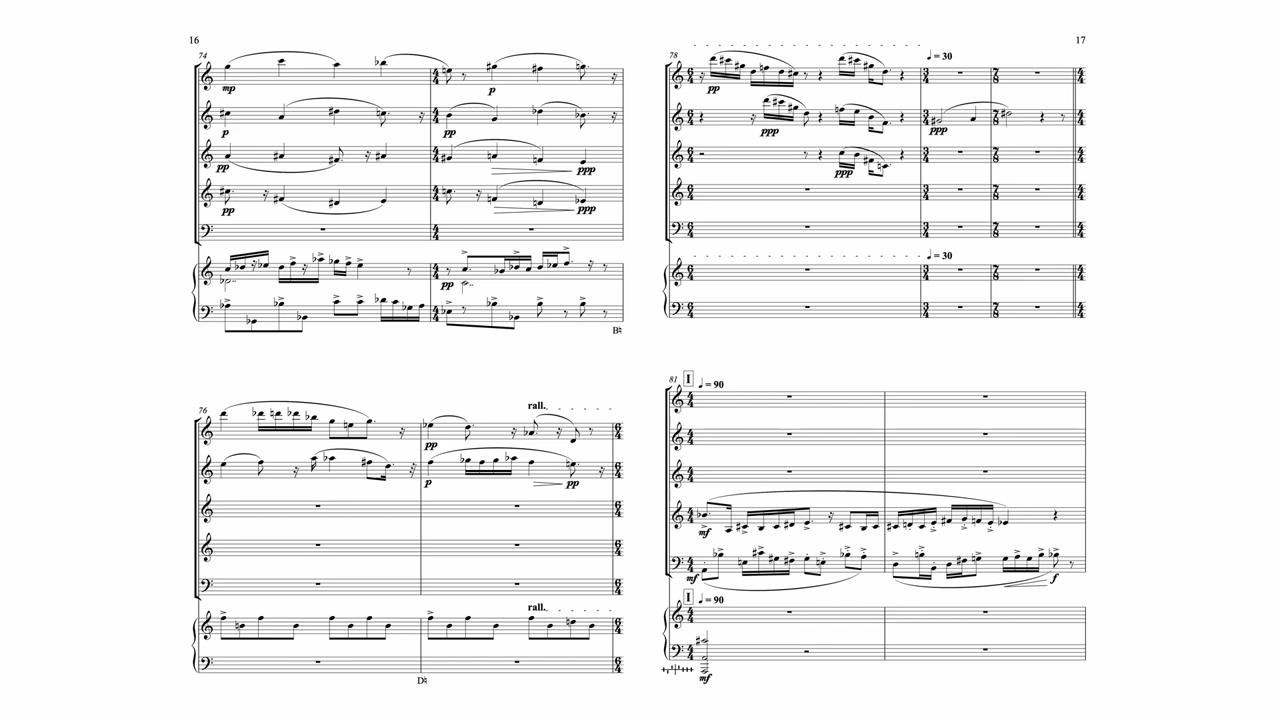 16
74
mp
p
p
pp
pp
ppp
pp
ppp
pp
B♮
76
rall.
pp
p
pp
rall.
D♮
17
78
♩ = 30
pp
ppp
ppp
ppp
♩ = 30
81
I
♩ = 90
mf
mf
f
I
♩ = 90
mf